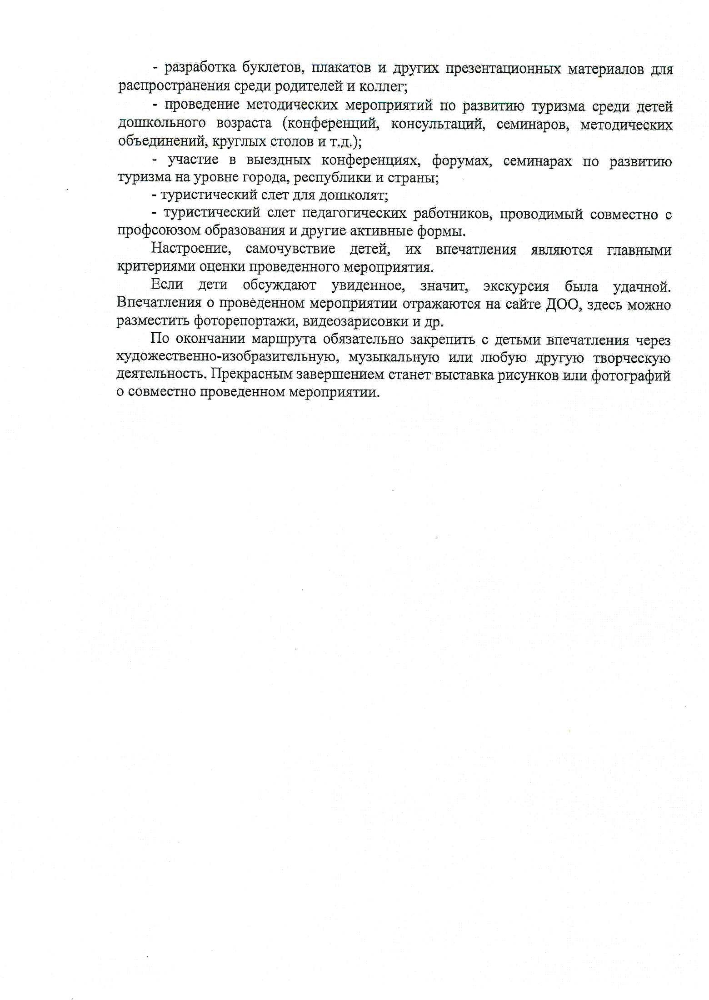 - разработка буклетов, плакатов и других презентационных материалов для
распространения среди родителей и коллег;
- проведение методических мероприятий по развитию туризма среди детей
дошкольного возраста (конференций, консультаций, семинаров, методических
объединений, круглых столов и т.д.);
- участие в выездных конференциях, форумах, семинарах по развитию
туризма на уровне города, республики и страны;
- туристический слет для дошколят;
- туристический слет педагогических работников, проводимый совместно с
профсоюзом образования и другие активные формы.
Настроение, самочувствие детей, их впечатления являются главными
критериями оценки проведенного мероприятия.
Если дети обсуждают увиденное, значит, экскурсия была удачной.
Впечатления о проведенном мероприятии отражаются на сайте ДОО, здесь можно
разместить фоторепортажи, видеозарисовки и др.
По окончании маршрута обязательно закрепить с детьми впечатления через
художественно-изобразительную, музыкальную или любую другую творческую
деятельность. Прекрасным завершением станет выставка рисунков или фотографий
о совместно проведенном мероприятии.